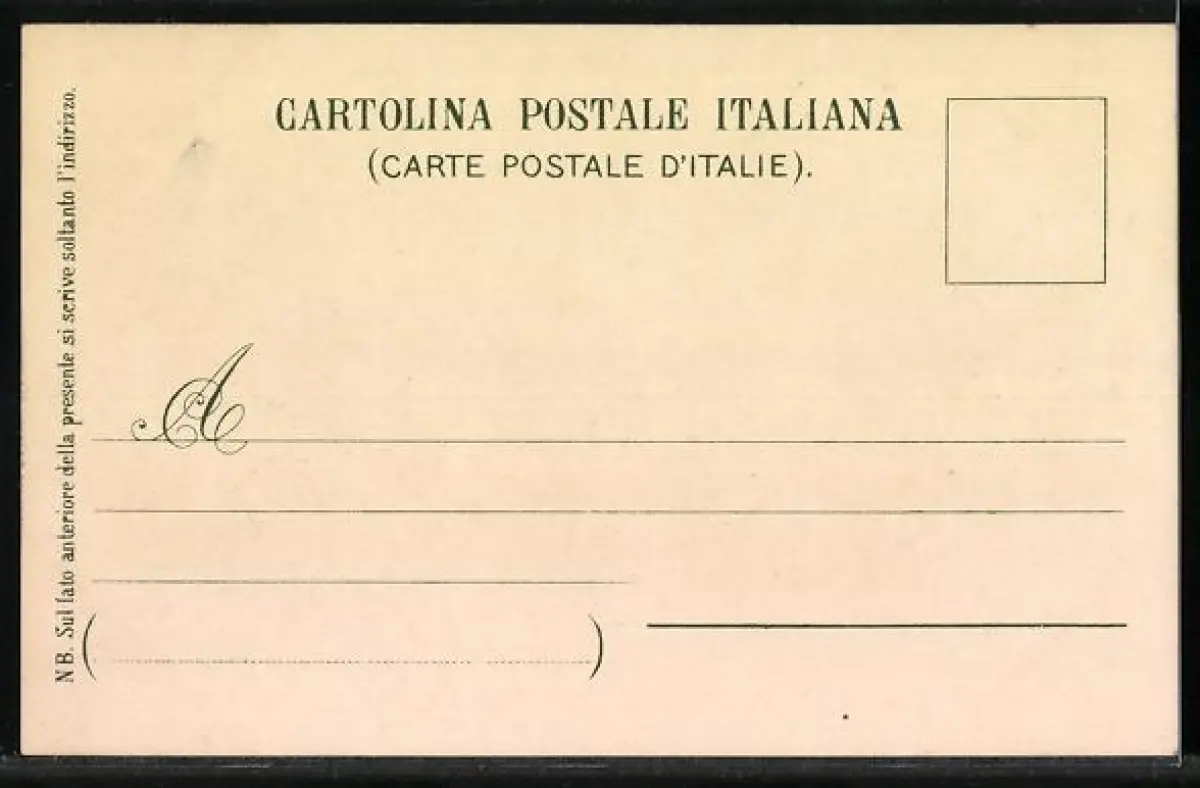 CARTOLINA POSTALE ITALIANA
(CARTE POSTALE D'ITALIE).
A
NB. Sul lato anteriore della presente si scrive soltanto l'indirizzo.